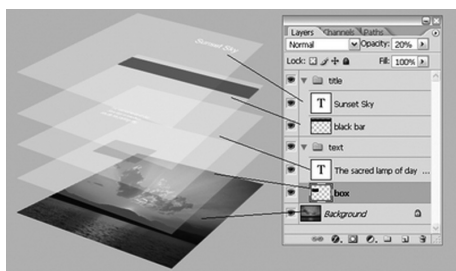 Sunset Sky
Layers Channels Paths
Normal Opacity: 20%
Lock: Fill: 100%
title
T Sunset Sky
black bar
text
T The sacred lamp of day ...
box
Background